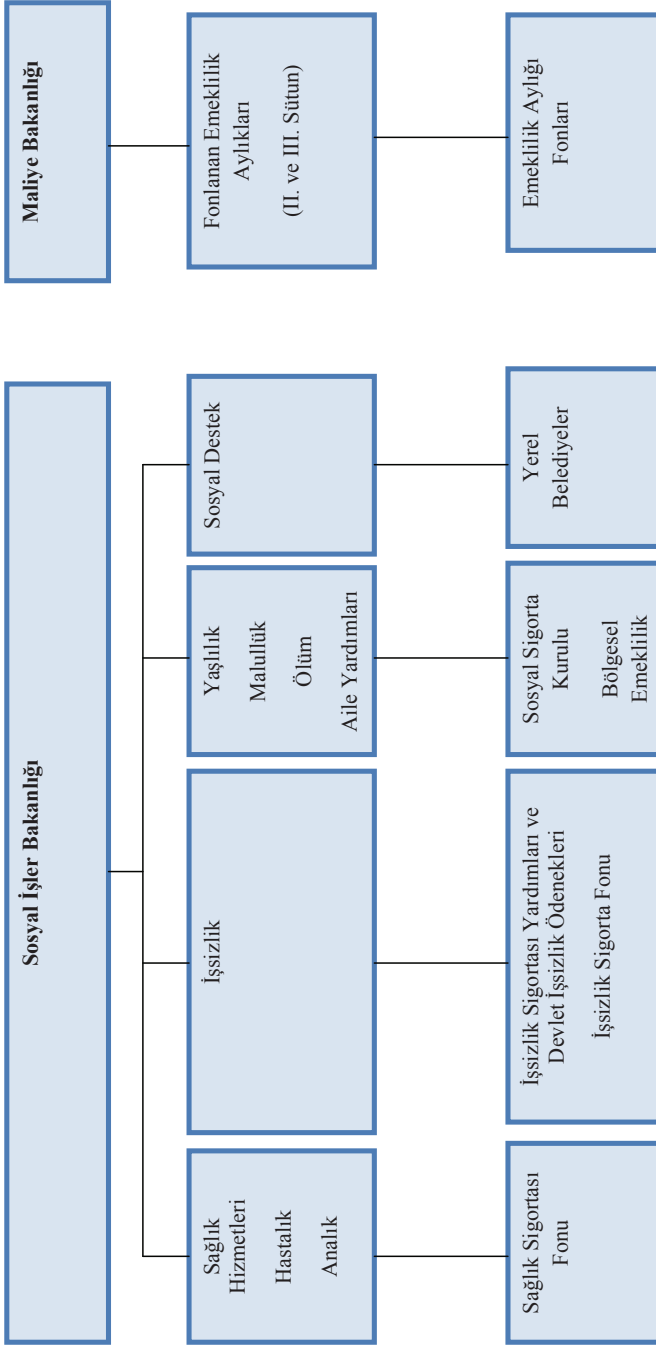 Sosyal İşler Bakanlığı
Maliye Bakanlığı
Sağlık
Hizmetleri
Hastalık
Analık
İşsizlik
Yaşlılık
Malullük
Ölüm
Aile Yardımları
Sosyal Destek
Fonlanan Emeklilik
Aylıkları
(II. ve III. Sütun)
Sağlık Sigortası
Fonu
İşsizlik Sigortası Yardımları ve
Devlet İşsizlik Ödenekleri
İşsizlik Sigorta Fonu
Sosyal Sigorta
Kurulu
Bölgesel
Emeklilik
Yerel
Belediyeler
Emeklilik Aylığı
Fonları